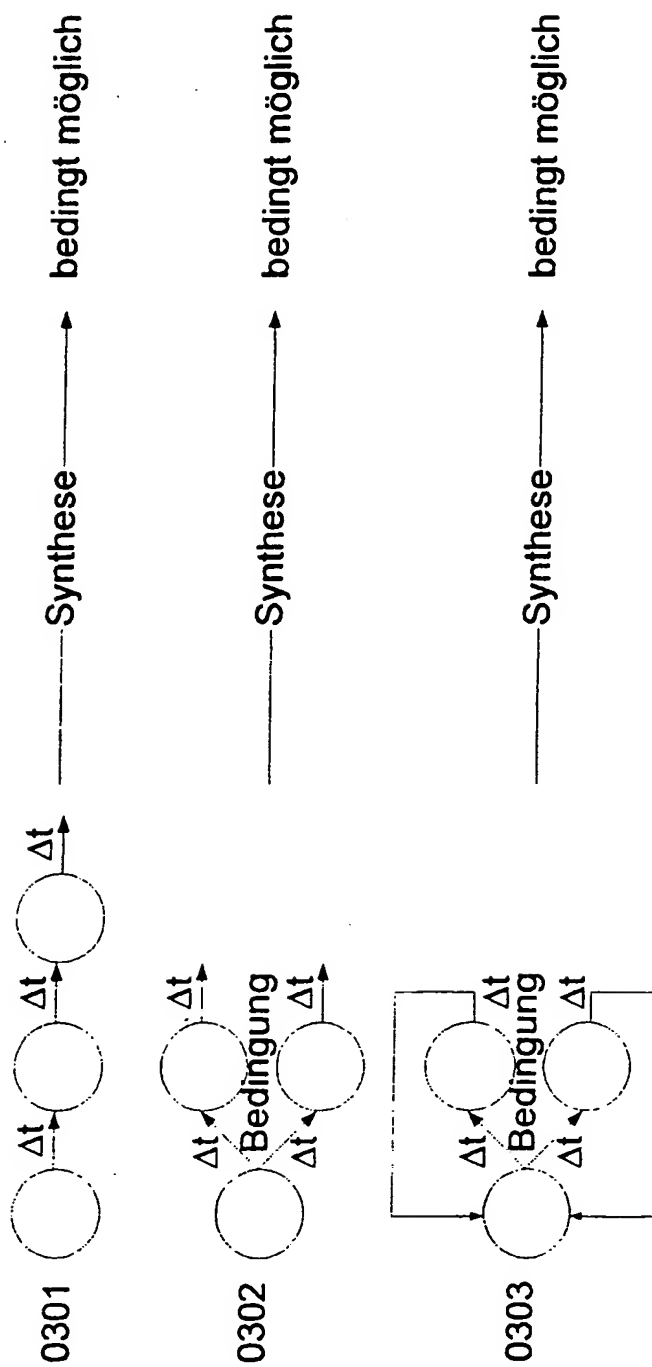 0301 Δt Δt Δt Synthese bedingt möglich
0302 Δt Δt Bedingung Δt Δt Synthese bedingt möglich
0303 Δt Δt Bedingung Δt Δt Synthese bedingt möglich